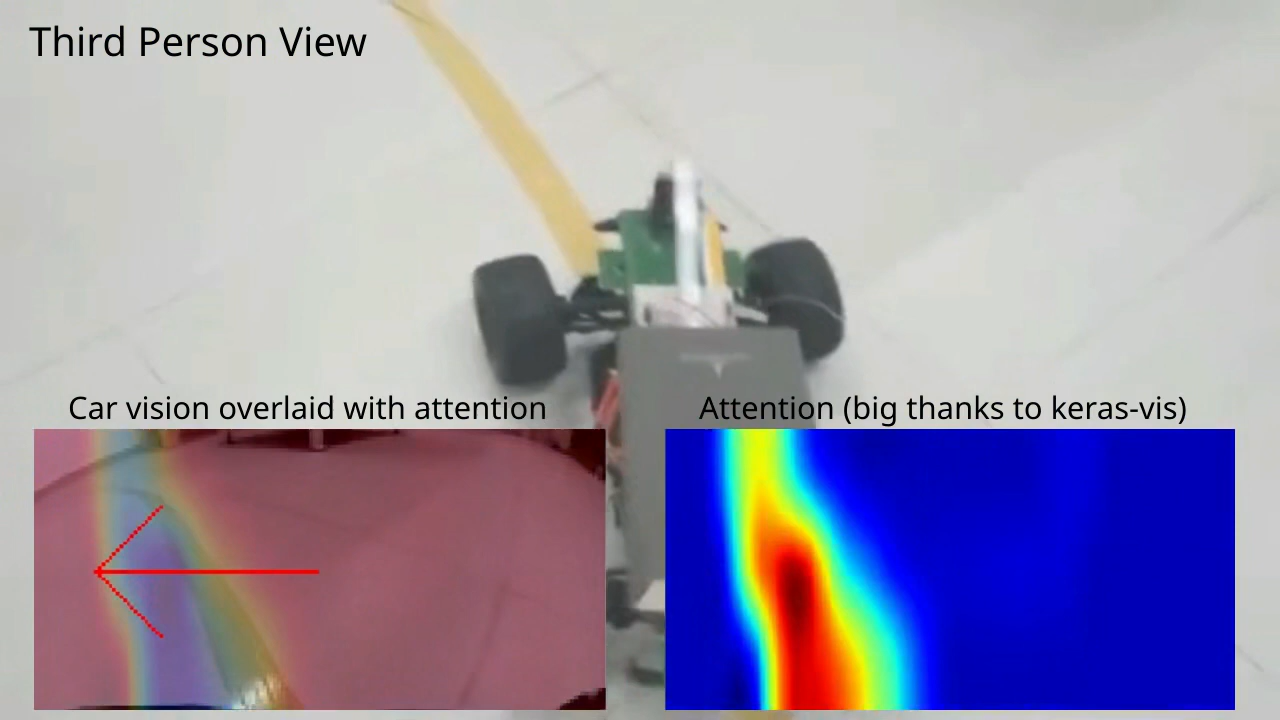 Third Person View
Car vision overlaid with attention
Attention (big thanks to keras-vis)